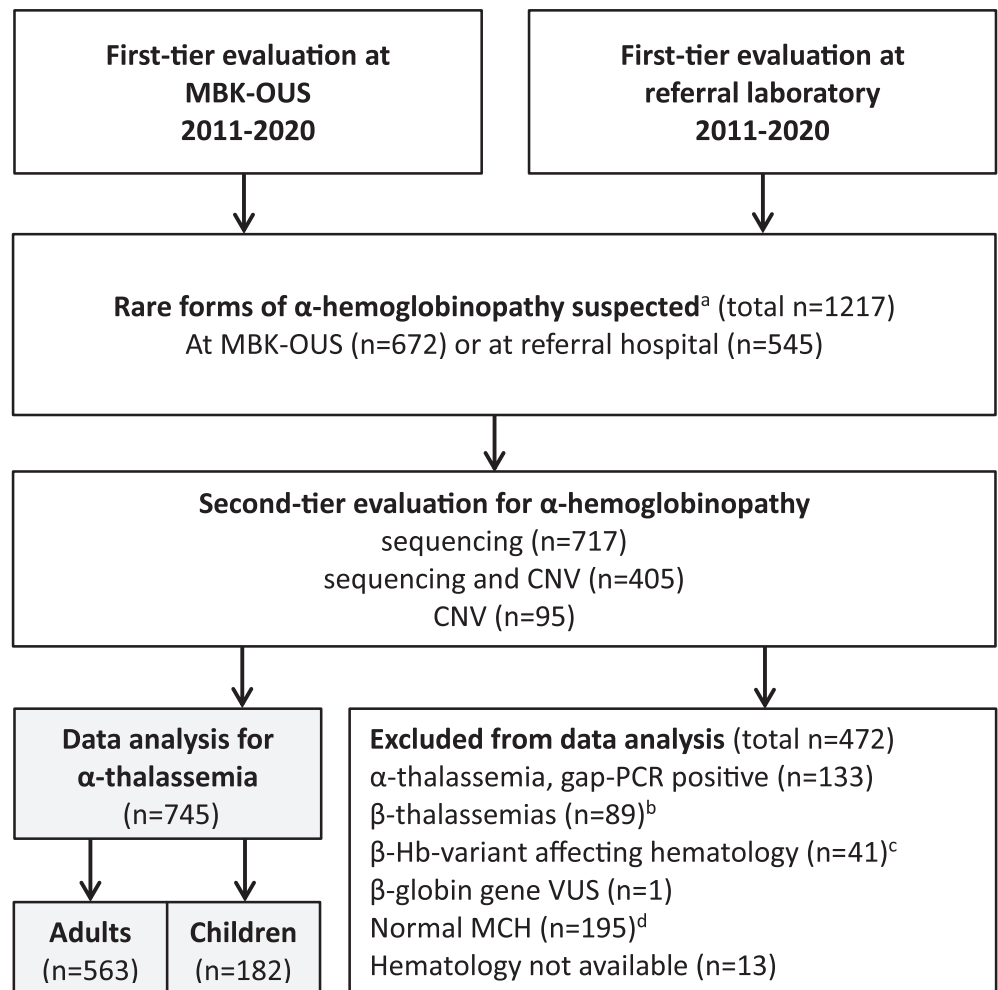 First-tier evaluation at
MBK-OUS
2011-2020
First-tier evaluation at
referral laboratory
2011-2020
Rare forms of α-hemoglobinopathy suspectedᵃ (total n=1217)
At MBK-OUS (n=672) or at referral hospital (n=545)
Second-tier evaluation for α-hemoglobinopathy
sequencing (n=717)
sequencing and CNV (n=405)
CNV (n=95)
Data analysis for
α-thalassemia
(n=745)
Adults
(n=563)
Children
(n=182)
Excluded from data analysis (total n=472)
α-thalassemia, gap-PCR positive (n=133)
β-thalassemias (n=89)ᵇ
β-Hb-variant affecting hematology (n=41)ᶜ
β-globin gene VUS (n=1)
Normal MCH (n=195)ᵈ
Hematology not available (n=13)